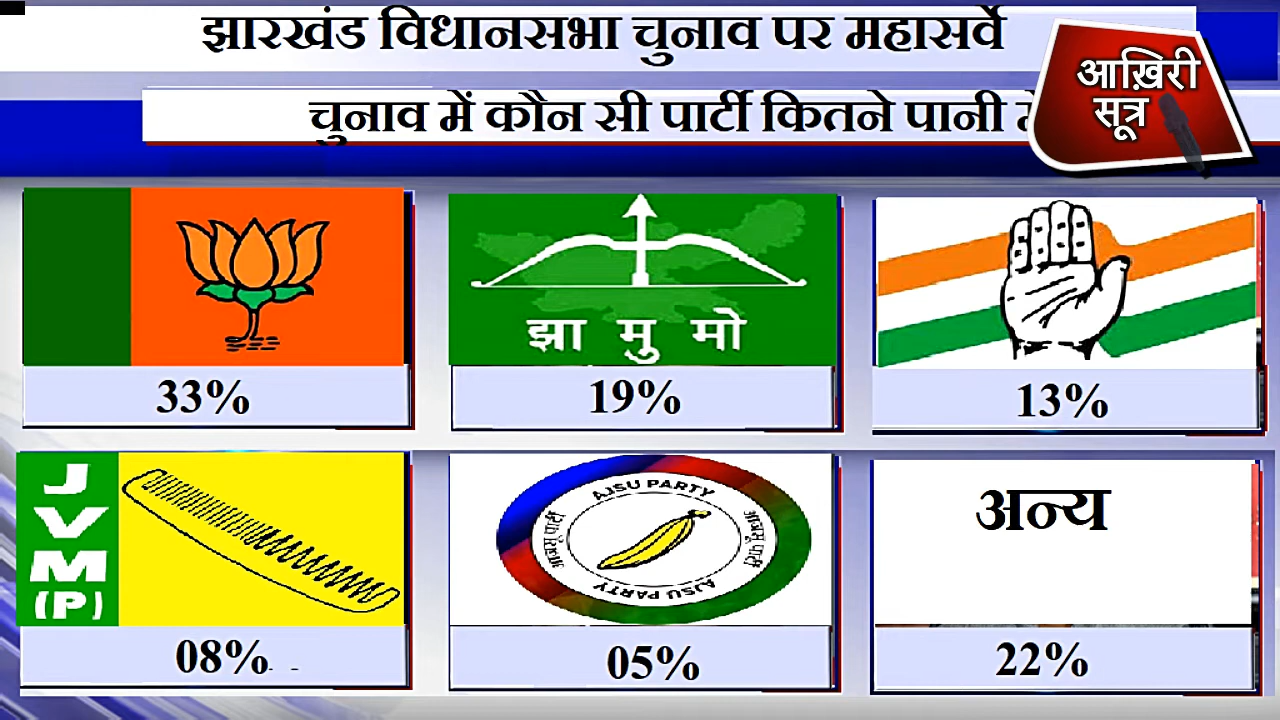 झारखंड विधानसभा चुनाव पर महासर्वे
आख़िरी
सूत्र
चुनाव में कौन सी पार्टी कितने पानी
झा मु मो
33%
19%
13%
J
V
M
(P)
AJSU PARTY
AJSU PARTY
अन्य
08%
05%
22%